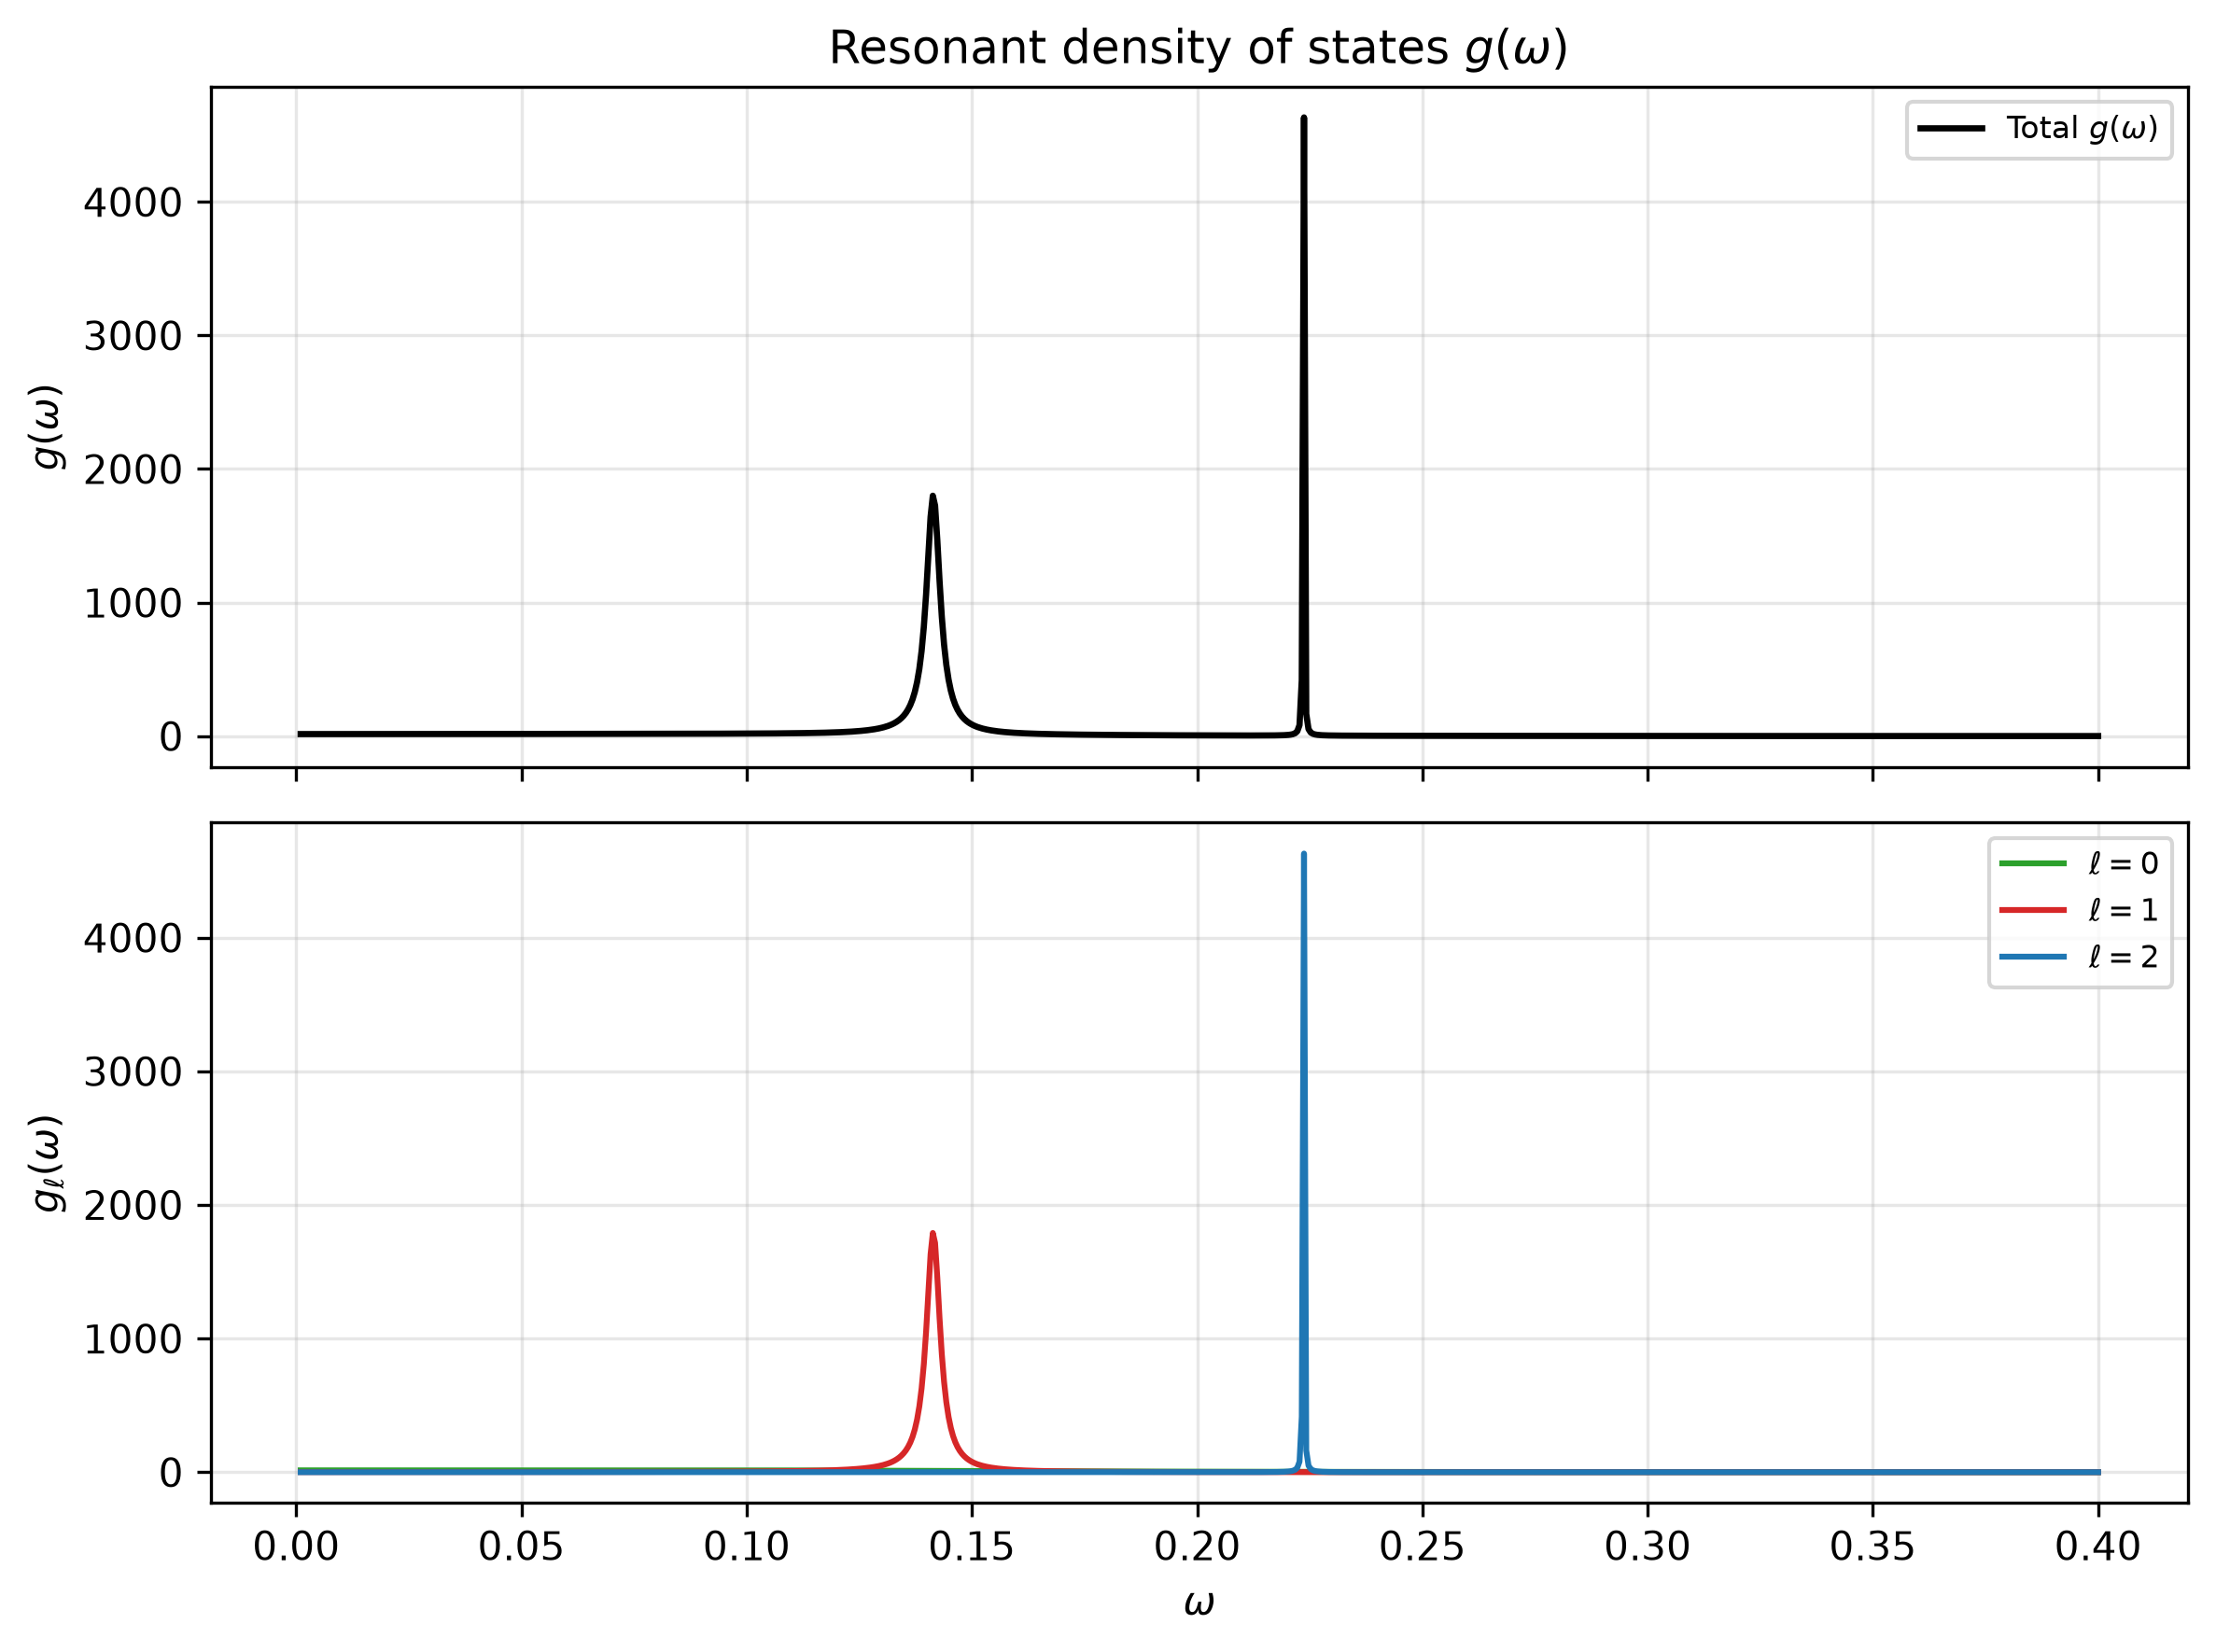 Resonant density of states g(ω)
Total g(ω)
4000
3000
2000
1000
0
g(ω)
ℓ = 0
ℓ = 1
ℓ = 2
4000
3000
2000
1000
0
gℓ(ω)
0.00 0.05 0.10 0.15 0.20 0.25 0.30 0.35 0.40
ω